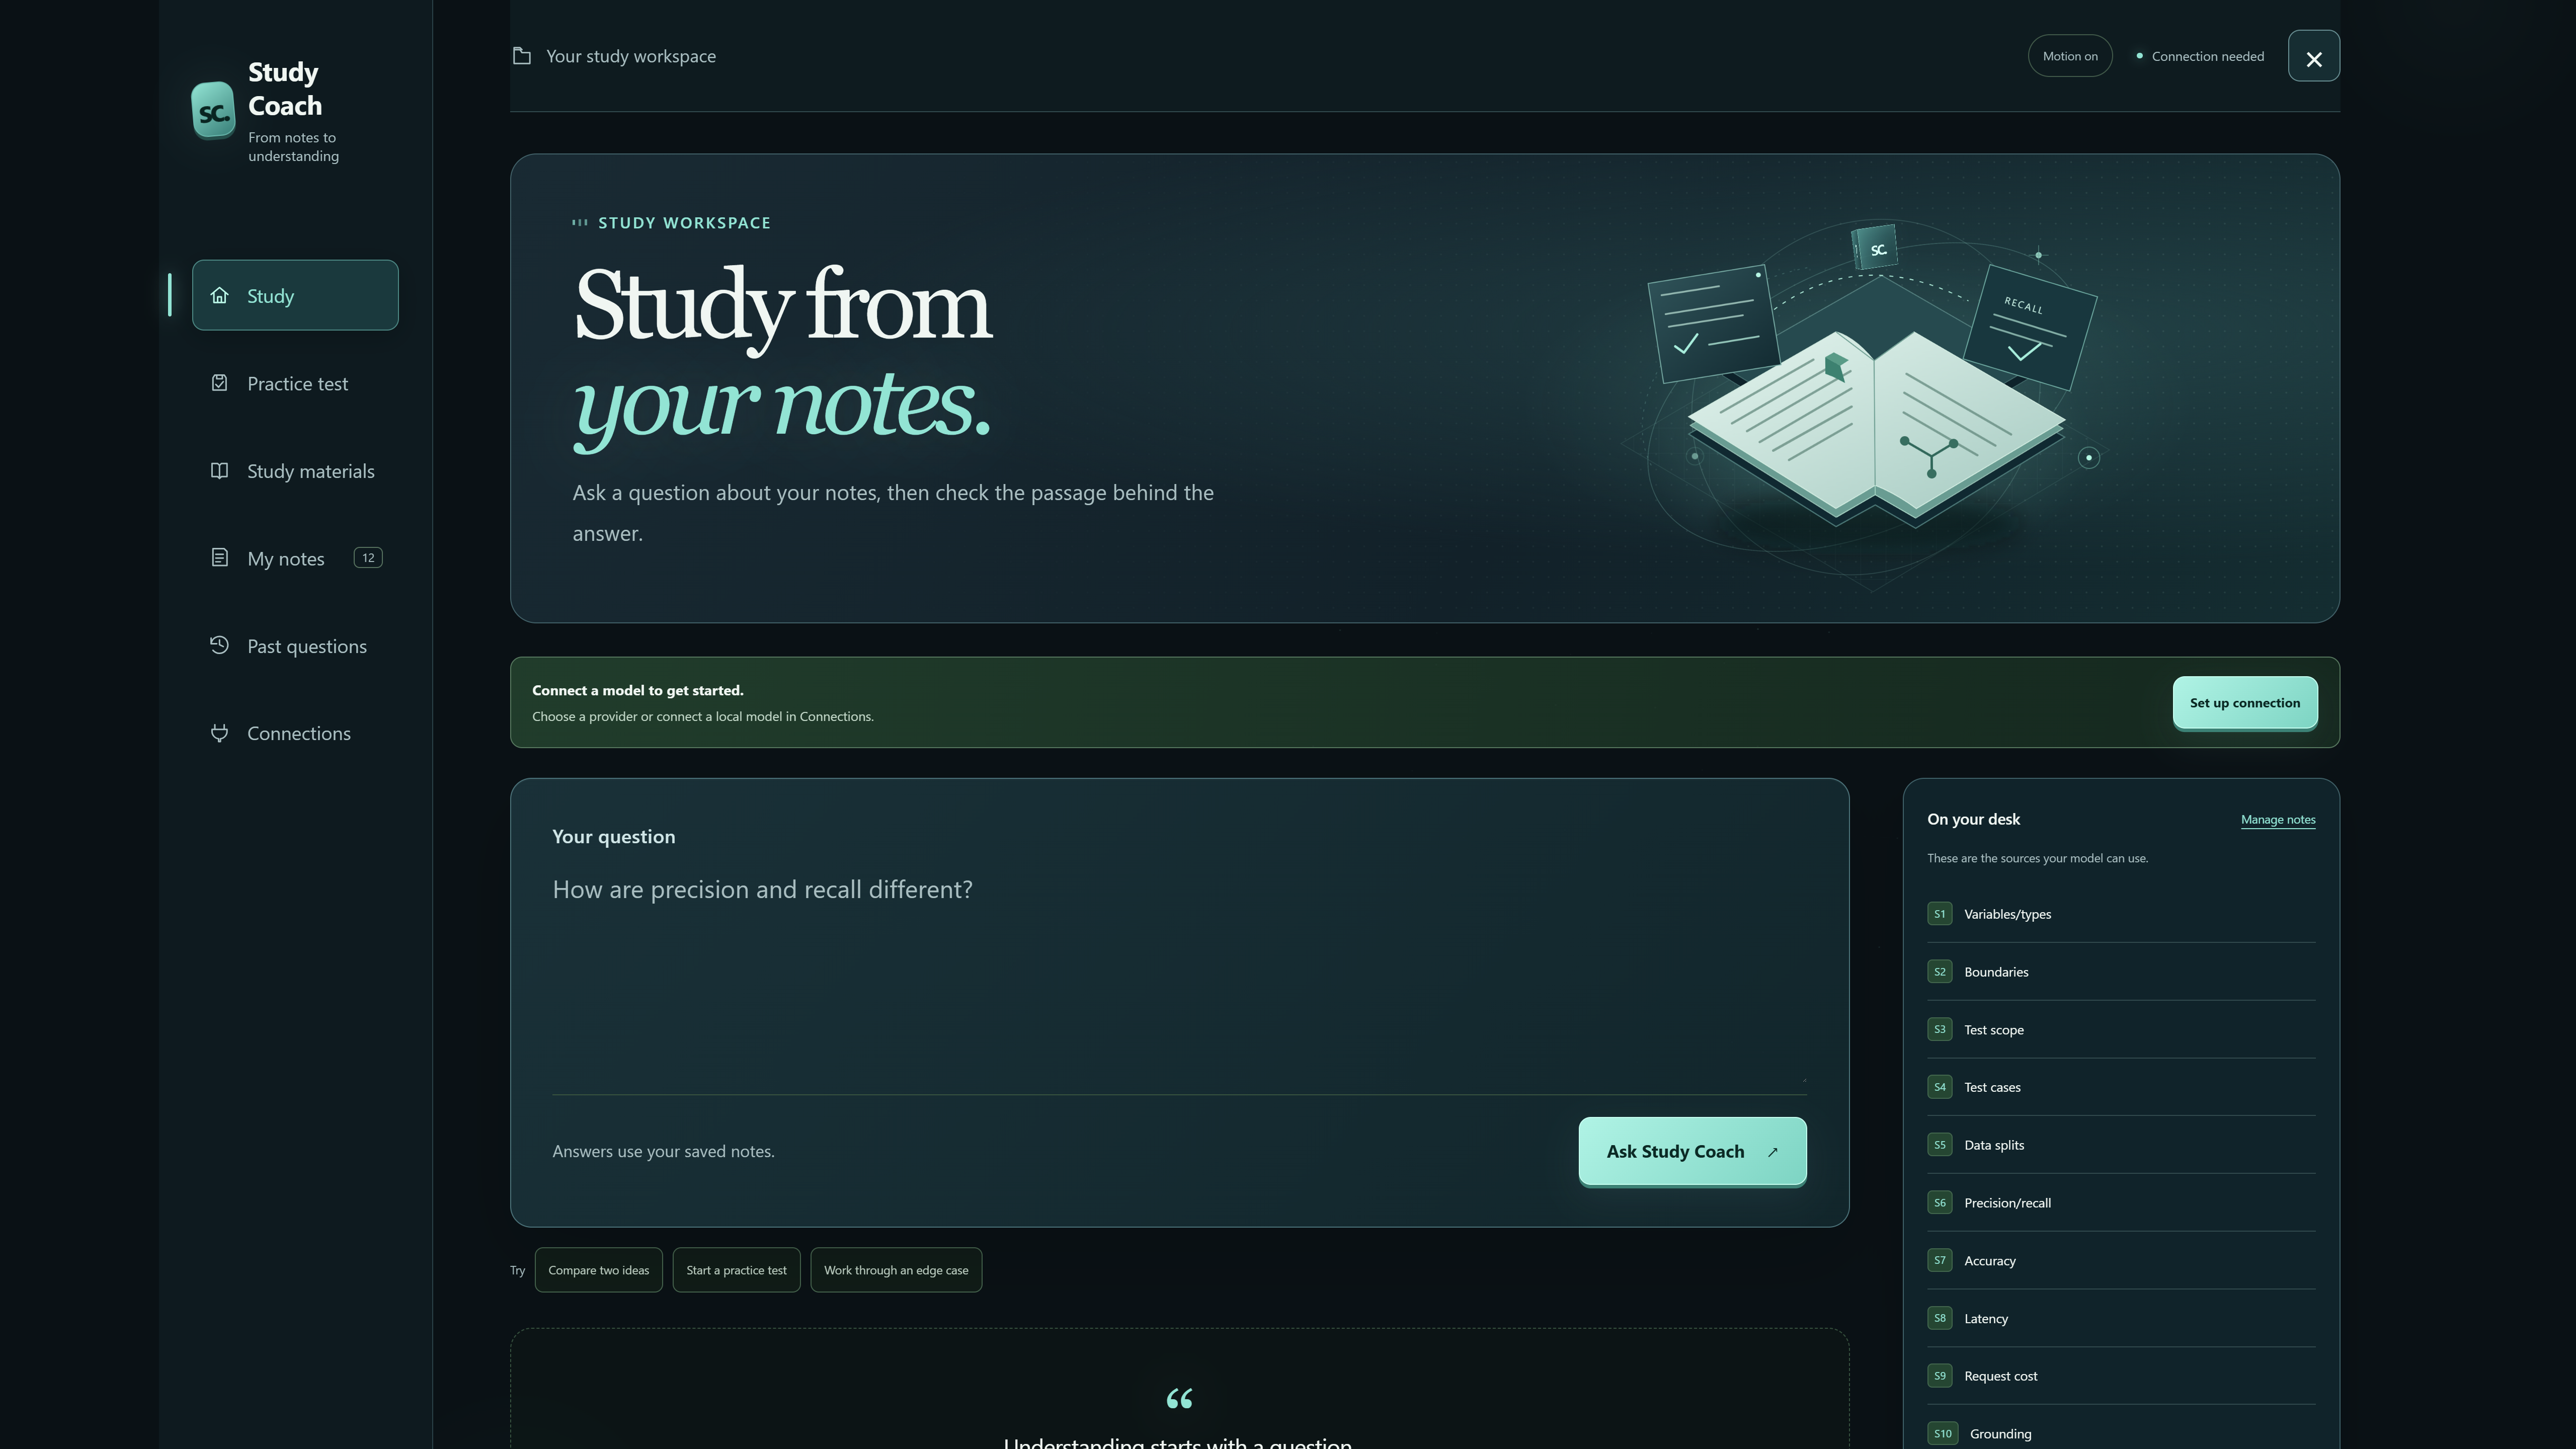 SC.
Study
Coach
From notes to
understanding
Study
Practice test
Study materials
My notes
12
Past questions
Connections
Your study workspace
Motion on
Connection needed
STUDY WORKSPACE
Study from
your notes.
Ask a question about your notes, then check the passage behind the
answer.
SC.
RECALL
Connect a model to get started.
Choose a provider or connect a local model in Connections.
Set up connection
Your question
How are precision and recall different?
Answers use your saved notes.
Ask Study Coach ↗
Try
Compare two ideas
Start a practice test
Work through an edge case
“
Understanding starts with a question
On your desk
Manage notes
These are the sources your model can use.
S1 Variables/types
S2 Boundaries
S3 Test scope
S4 Test cases
S5 Data splits
S6 Precision/recall
S7 Accuracy
S8 Latency
S9 Request cost
S10 Grounding